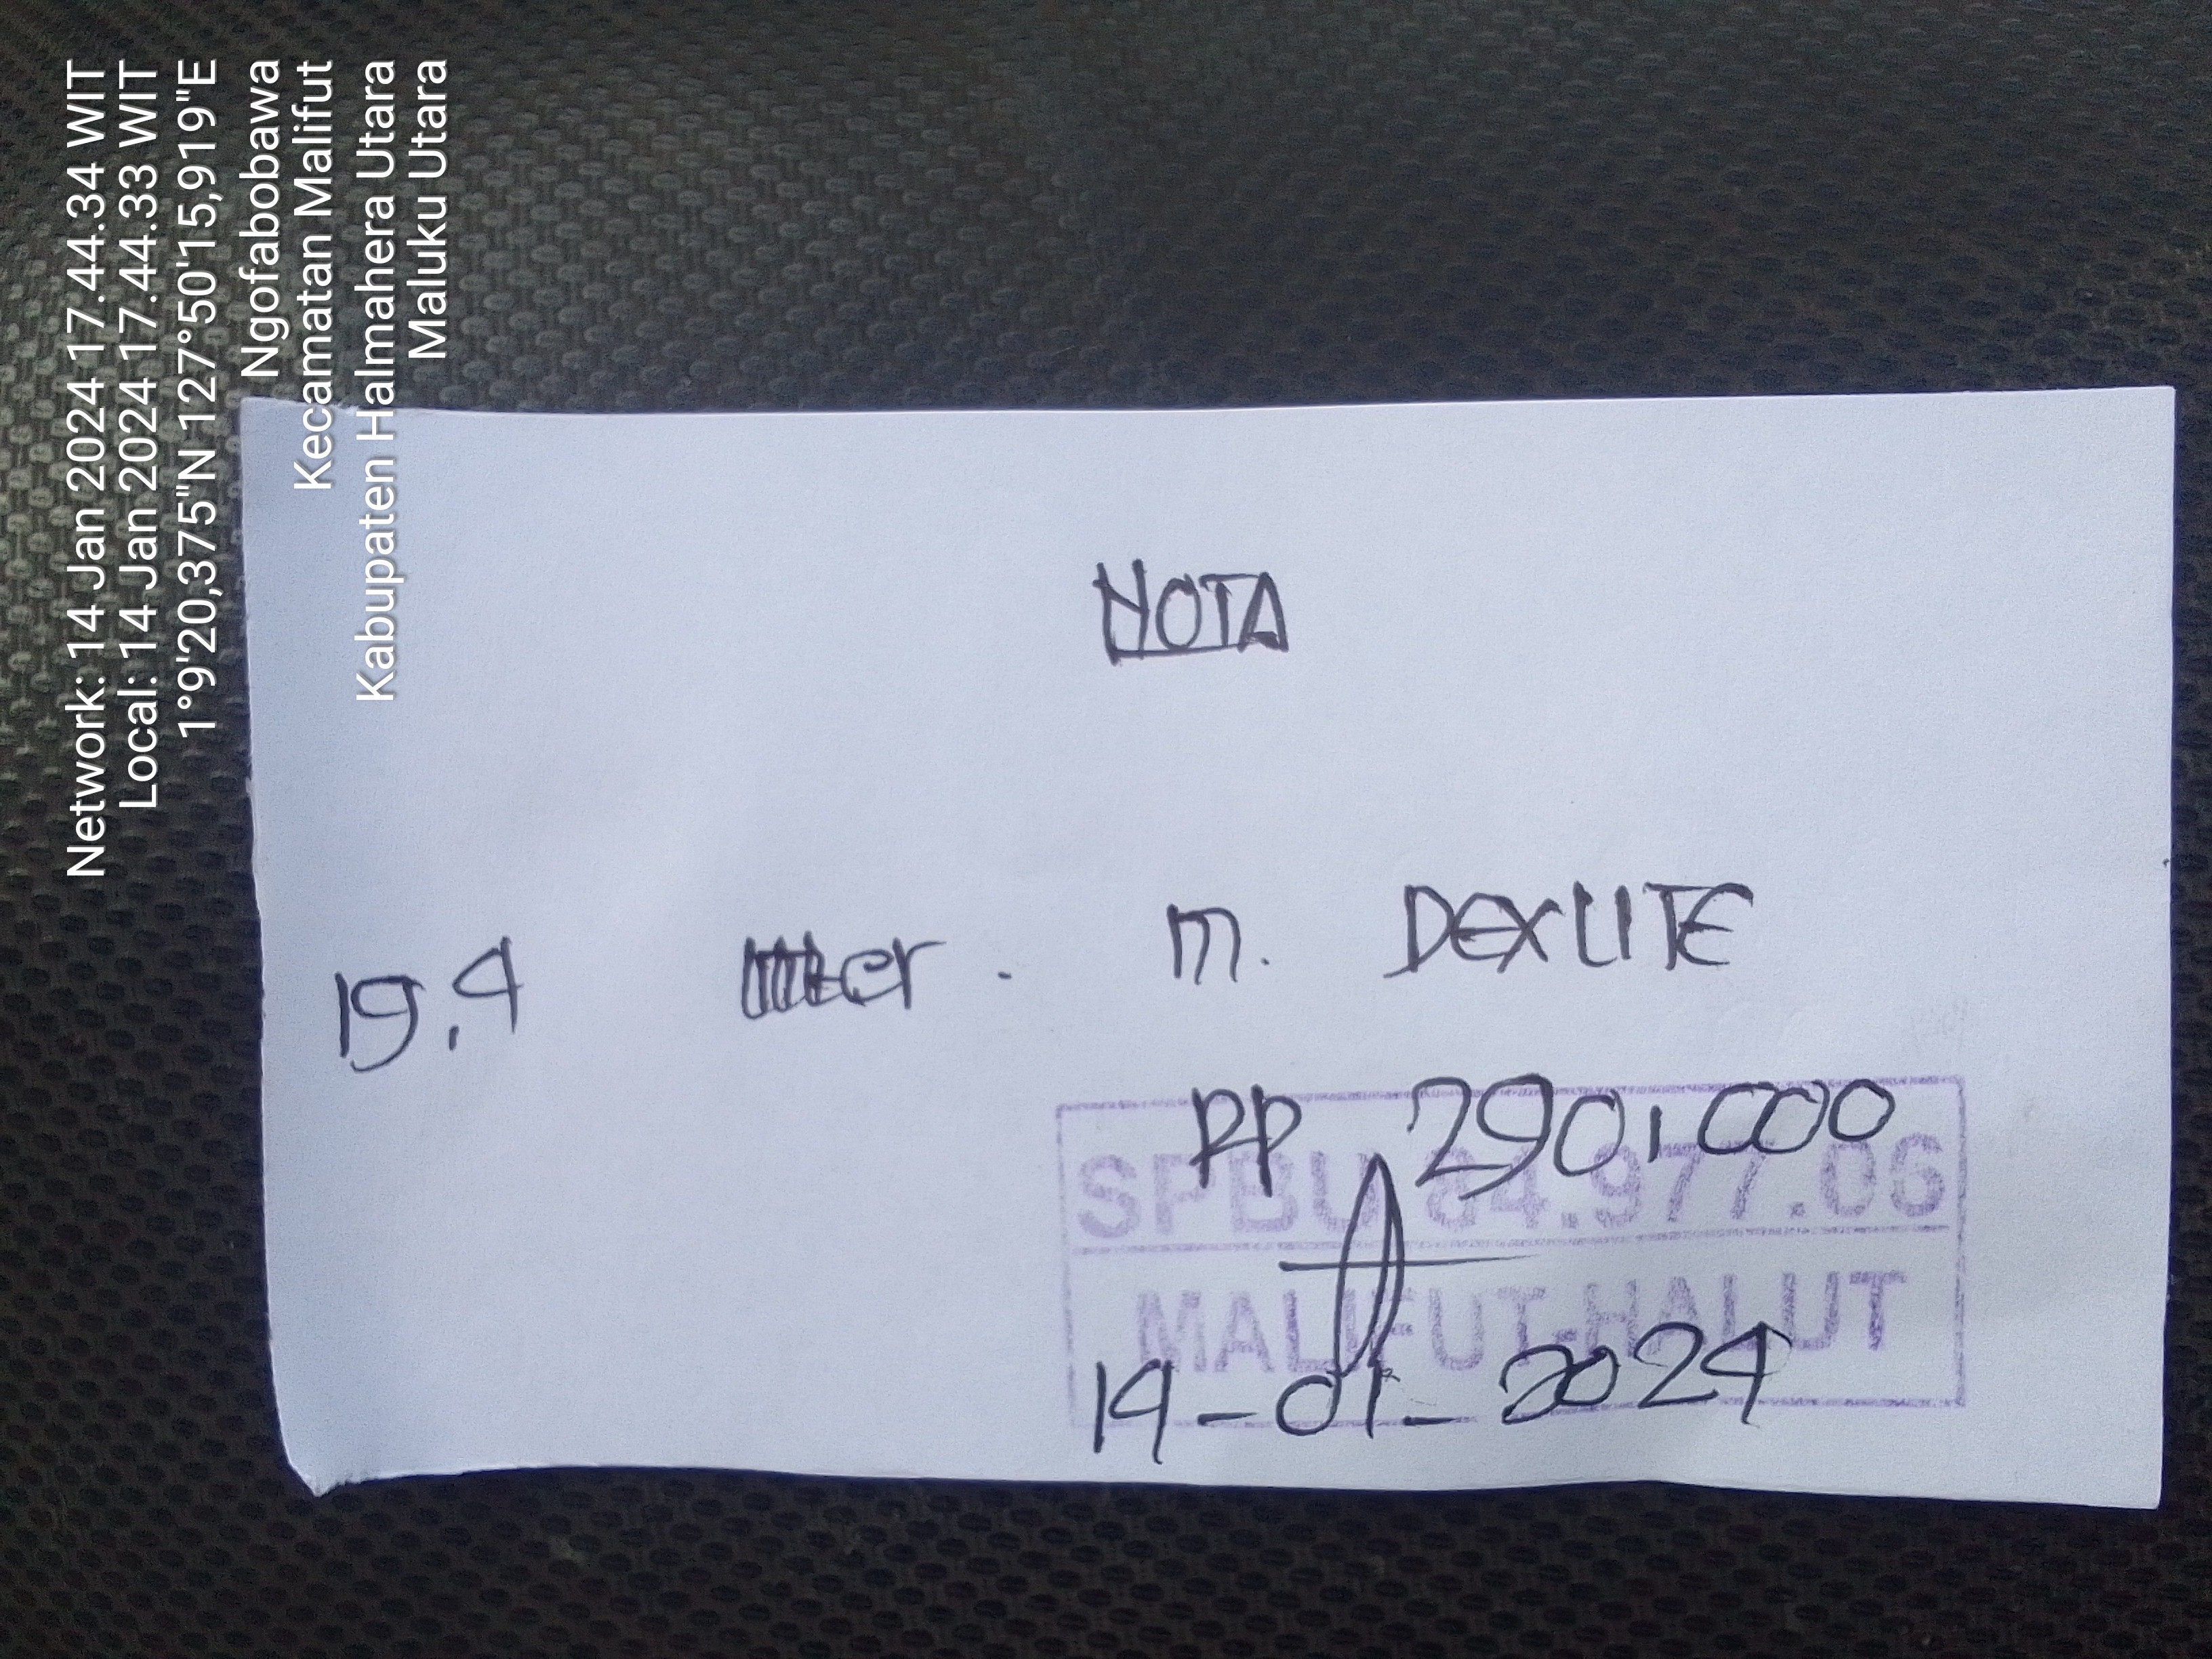 Network: 14 Jan 2024 17.44.34 WIT
Local: 14 Jan 2024 17.44.33 WIT
1°9'20,375"N 127°50'15,9119"E
Ngofabobawa
Kecamatan Malifut
Kabupaten Halmahera Utara
Maluku Utara
NOTA
19,4 liter . M. DEXLITE
RP 290,000
SPBU 84.977.06
MALIFUT-HALUT
14-01-2024